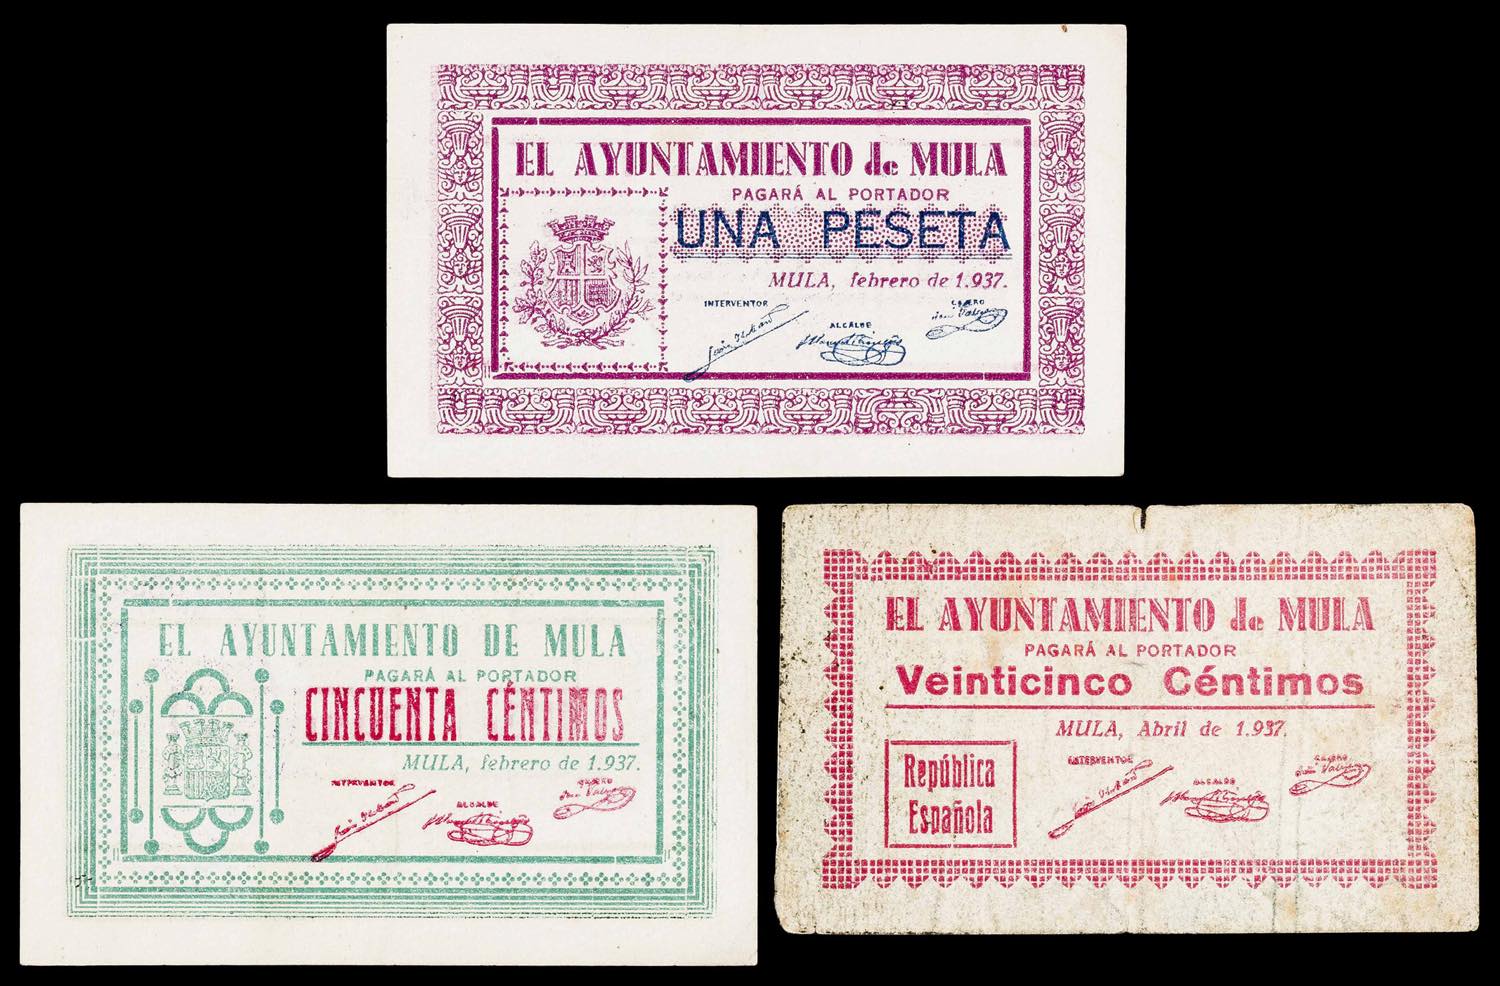 EL AYUNTAMIENTO de MULA
PAGARÁ AL PORTADOR
UNA PESETA
MULA, febrero de 1.937.
INTERVENTOR
ALCALDE
CAJERO
EL AYUNTAMIENTO DE MULA
PAGARÁ AL PORTADOR
CINCUENTA CÉNTIMOS
MULA, febrero de 1.937.
INTERVENTOR
ALCALDE
CAJERO
EL AYUNTAMIENTO de MULA
PAGARÁ AL PORTADOR
Veinticinco Céntimos
MULA, Abril de 1.937.
República
Española
INTERVENTOR
ALCALDE
CAJERO